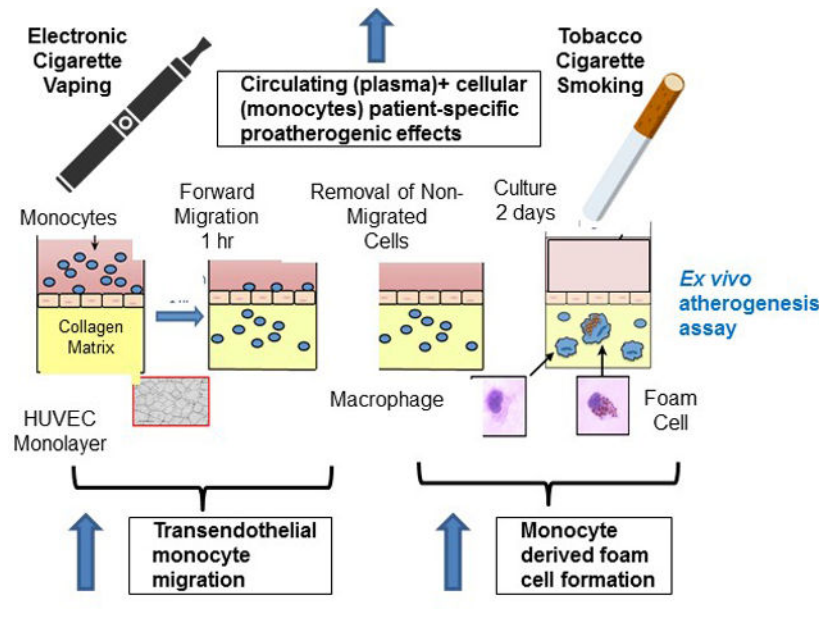 Electronic
Cigarette
Vaping
Circulating (plasma)+ cellular
(monocytes) patient-specific
proatherogenic effects
Tobacco
Cigarette
Smoking
Monocytes
Forward
Migration
1 hr
Removal of Non-
Migrated
Cells
Culture
2 days
Collagen
Matrix
Ex vivo
atherogenesis
assay
HUVEC
Monolayer
Macrophage
Foam
Cell
Transendothelial
monocyte
migration
Monocyte
derived foam
cell formation